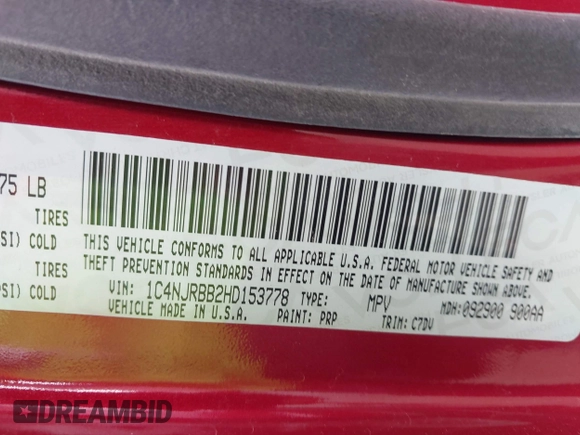 75 LB
TIRES
SI) COLD
TIRES
PSI) COLD
THIS VEHICLE CONFORMS TO ALL APPLICABLE U.S.A. FEDERAL MOTOR VEHICLE SAFETY AND
THEFT PREVENTION STANDARDS IN EFFECT ON THE DATE OF MANUFACTURE SHOWN ABOVE.
VIN: 1C4NJRBB2HD153778 TYPE: MPV MDH:092900 900AA
VEHICLE MADE IN U.S.A. PAINT: PRP TRIM: C7DV
DREAMBID